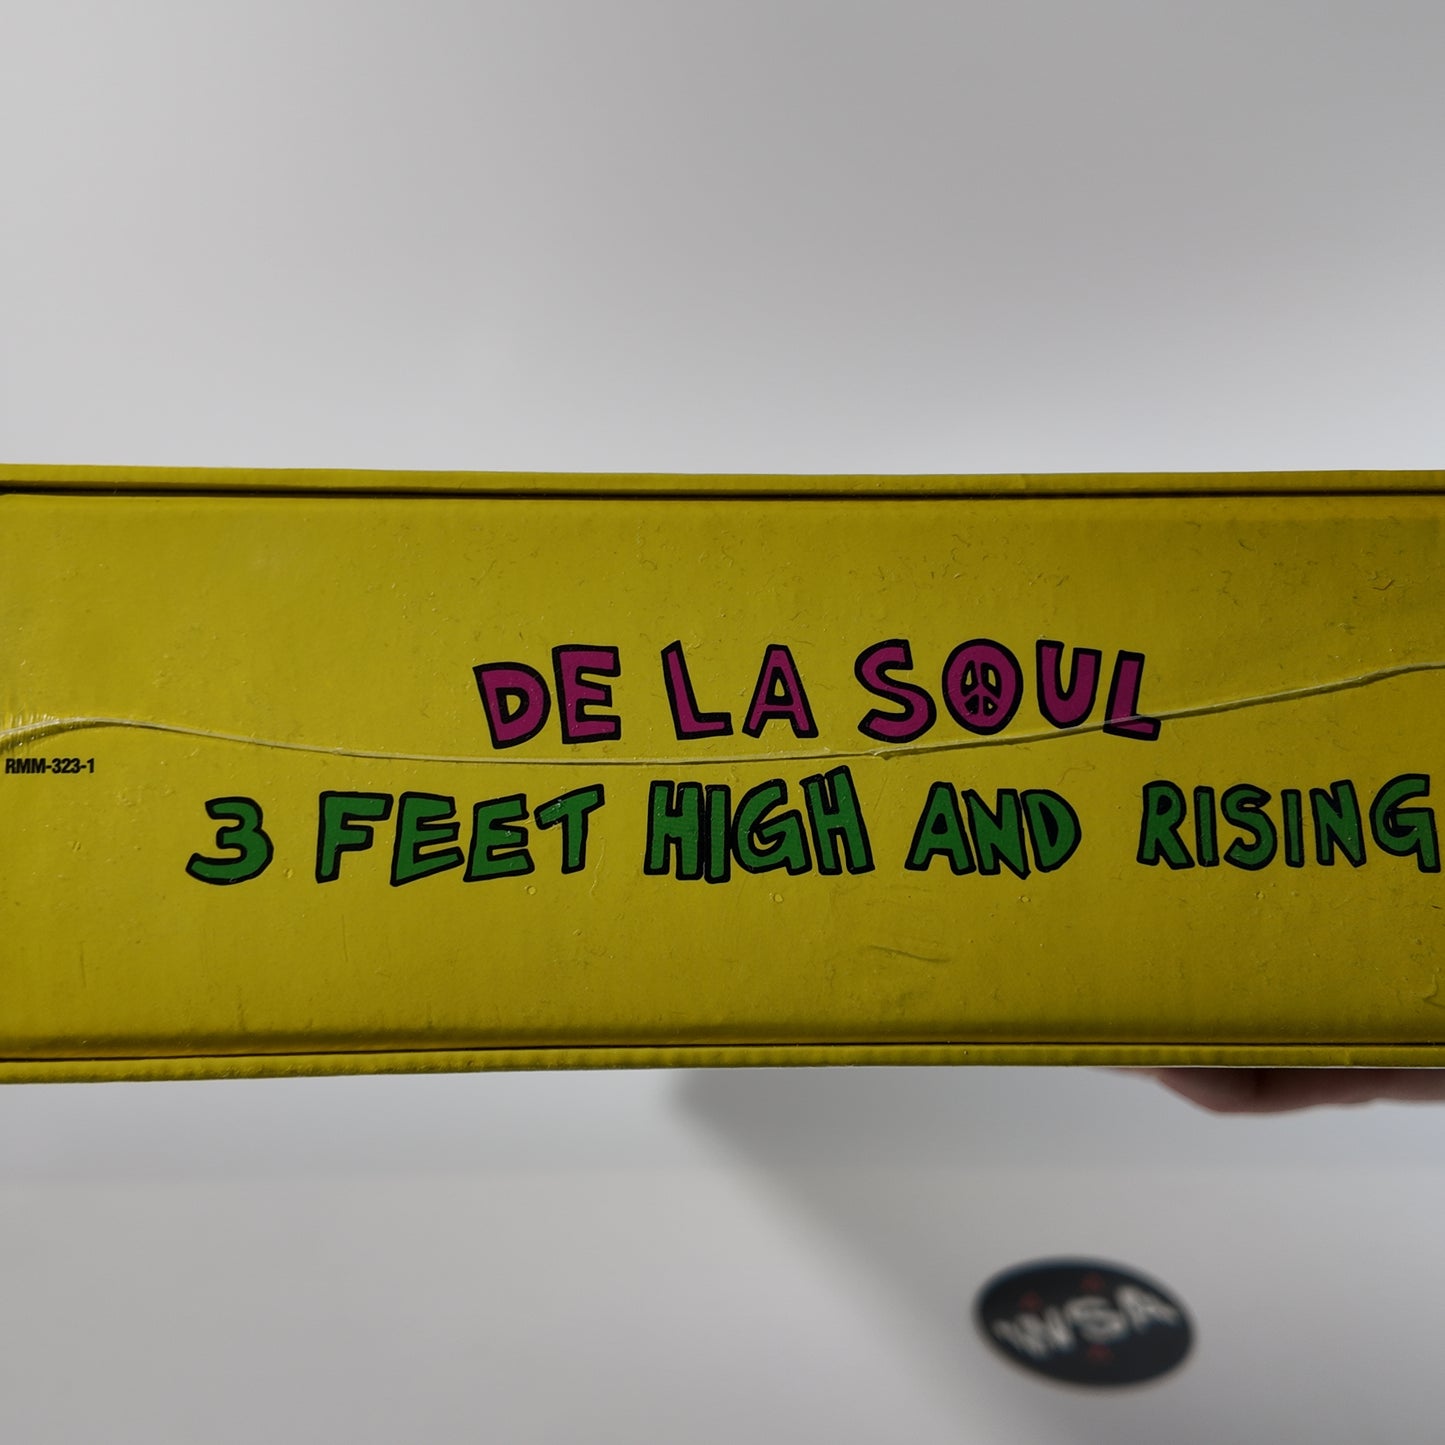 DE LA SOUL
RMM-323-1
3 FEET HIGH AND RISING
WSA